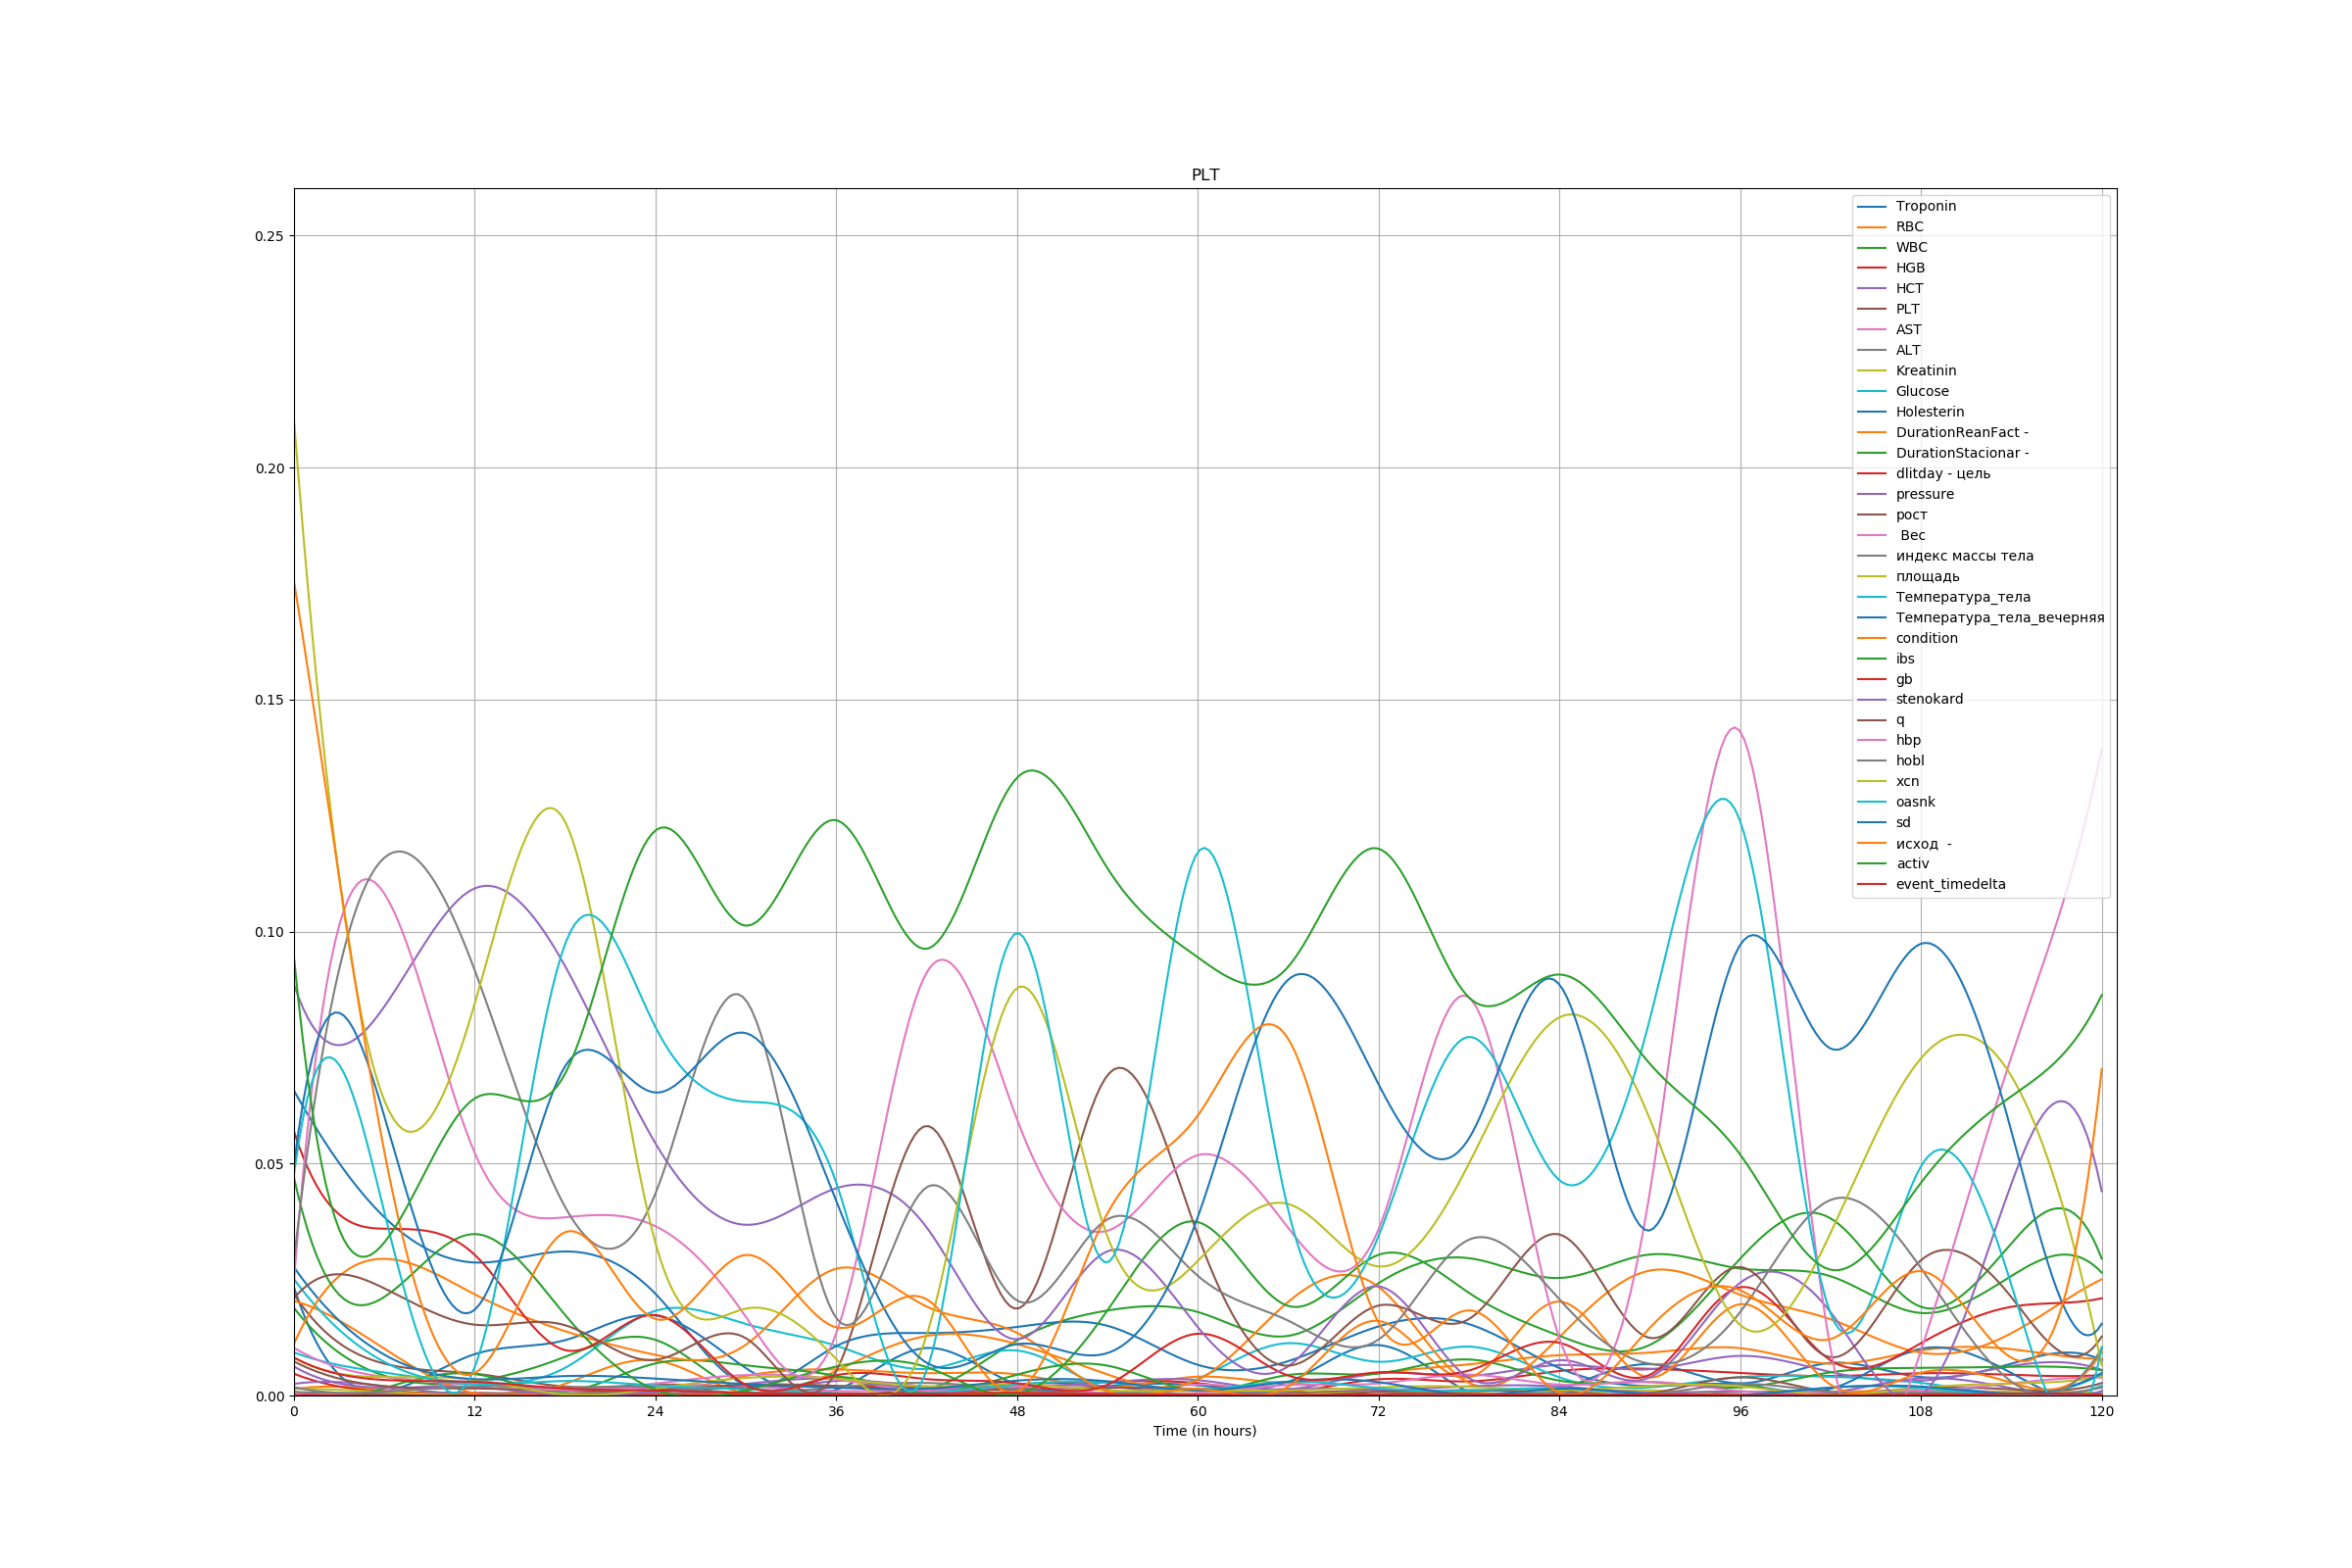 PLT
0.25
0.20
0.15
0.10
0.05
0.00
0 12 24 36 48 60 72 84 96 108 120
Time (in hours)
Troponin
RBC
WBC
HGB
HCT
PLT
AST
ALT
Kreatinin
Glucose
Holesterin
DurationReanFact -
DurationStacionar -
dlitday - цель
pressure
рост
Вес
индекс массы тела
площадь
Температура_тела
Температура_тела_вечерняя
condition
ibs
gb
stenokard
q
hbp
hobl
xcn
oasnk
sd
исход -
activ
event_timedelta